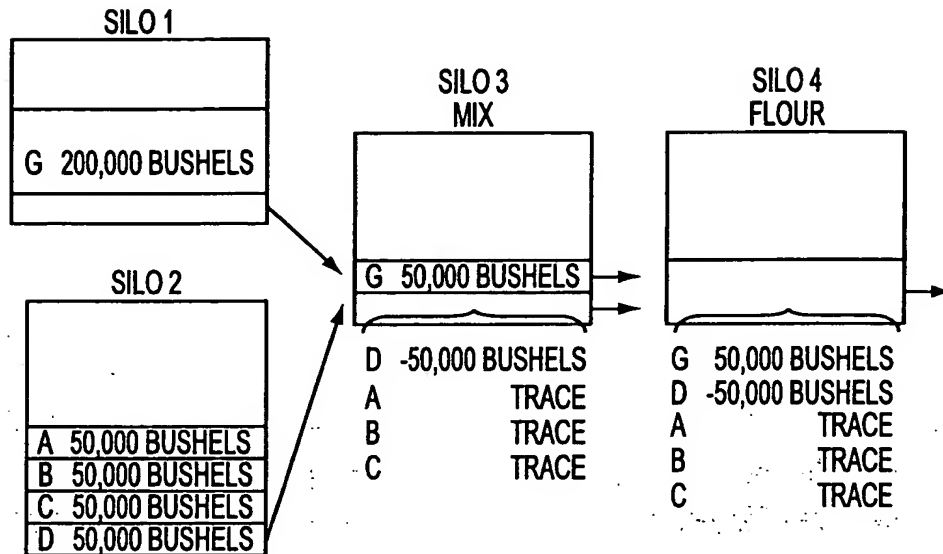 SILO 1
G 200,000 BUSHELS
SILO 2
A 50,000 BUSHELS
B 50,000 BUSHELS
C 50,000 BUSHELS
D 50,000 BUSHELS
SILO 3
MIX
G 50,000 BUSHELS
D -50,000 BUSHELS
A TRACE
B TRACE
C TRACE
SILO 4
FLOUR
G 50,000 BUSHELS
D -50,000 BUSHELS
A TRACE
B TRACE
C TRACE